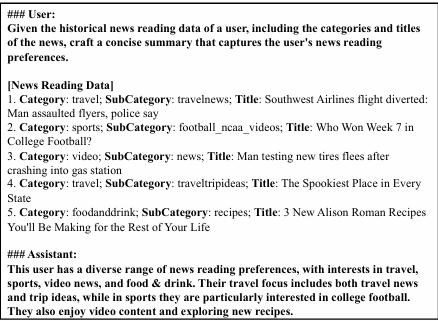 ### User:
Given the historical news reading data of a user, including the categories and titles
of the news, craft a concise summary that captures the user's news reading
preferences.
[News Reading Data]
1. Category: travel; SubCategory: travelnews; Title: Southwest Airlines flight diverted:
Man assaulted flyers, police say
2. Category: sports; SubCategory: football_ncaa_videos; Title: Who Won Week 7 in
College Football?
3. Category: video; SubCategory: news; Title: Man testing new tires flees after
crashing into gas station
4. Category: travel; SubCategory: traveltripideas; Title: The Spookiest Place in Every
State
5. Category: foodanddrink; SubCategory: recipes; Title: 3 New Alison Roman Recipes
You'll Be Making for the Rest of Your Life
### Assistant:
This user has a diverse range of news reading preferences, with interests in travel,
sports, video news, and food & drink. Their travel focus includes both travel news
and trip ideas, while in sports they are particularly interested in college football.
They also enjoy video content and exploring new recipes.